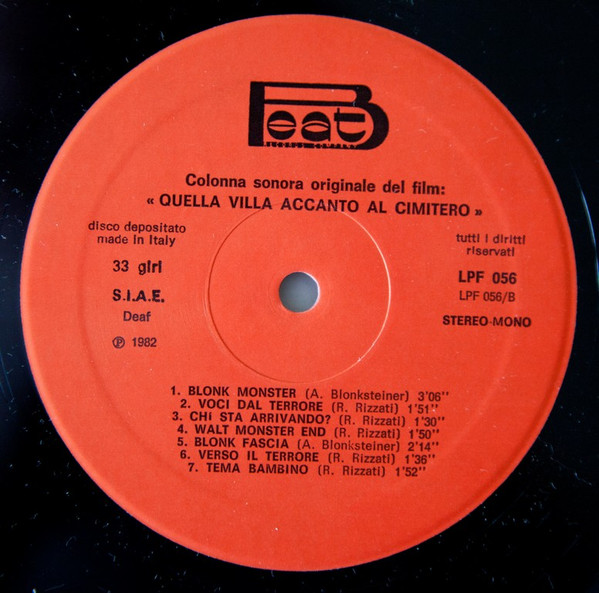 Beat
RECORDS COMPANY
Colonna sonora originale del film:
« QUELLA VILLA ACCANTO AL CIMITERO »
disco depositato
made in Italy
33 giri
S.I.A.E.
Deaf
℗ 1982
tutti i diritti
riservati
LPF 056
LPF 056/B
STEREO-MONO
1. BLONK MONSTER (A. Blonksteiner) 3'06''
2. VOCI DAL TERRORE (R. Rizzati) 1'51''
3. CHI STA ARRIVANDO? (R. Rizzati) 1'30''
4. WALT MONSTER END (R. Rizzati) 1'50''
5. BLONK FASCIA (A. Blonksteiner) 2'14''
6. VERSO IL TERRORE (R. Rizzati) 1'36''
7. TEMA BAMBINO (R. Rizzati) 1'52''